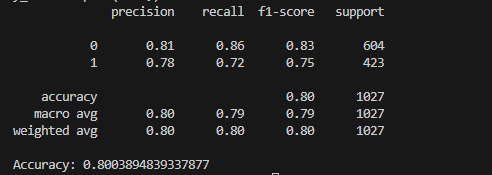 precision recall f1-score support
0 0.81 0.86 0.83 604
1 0.78 0.72 0.75 423
accuracy 0.80 1027
macro avg 0.80 0.79 0.79 1027
weighted avg 0.80 0.80 0.80 1027
Accuracy: 0.8003894839337877